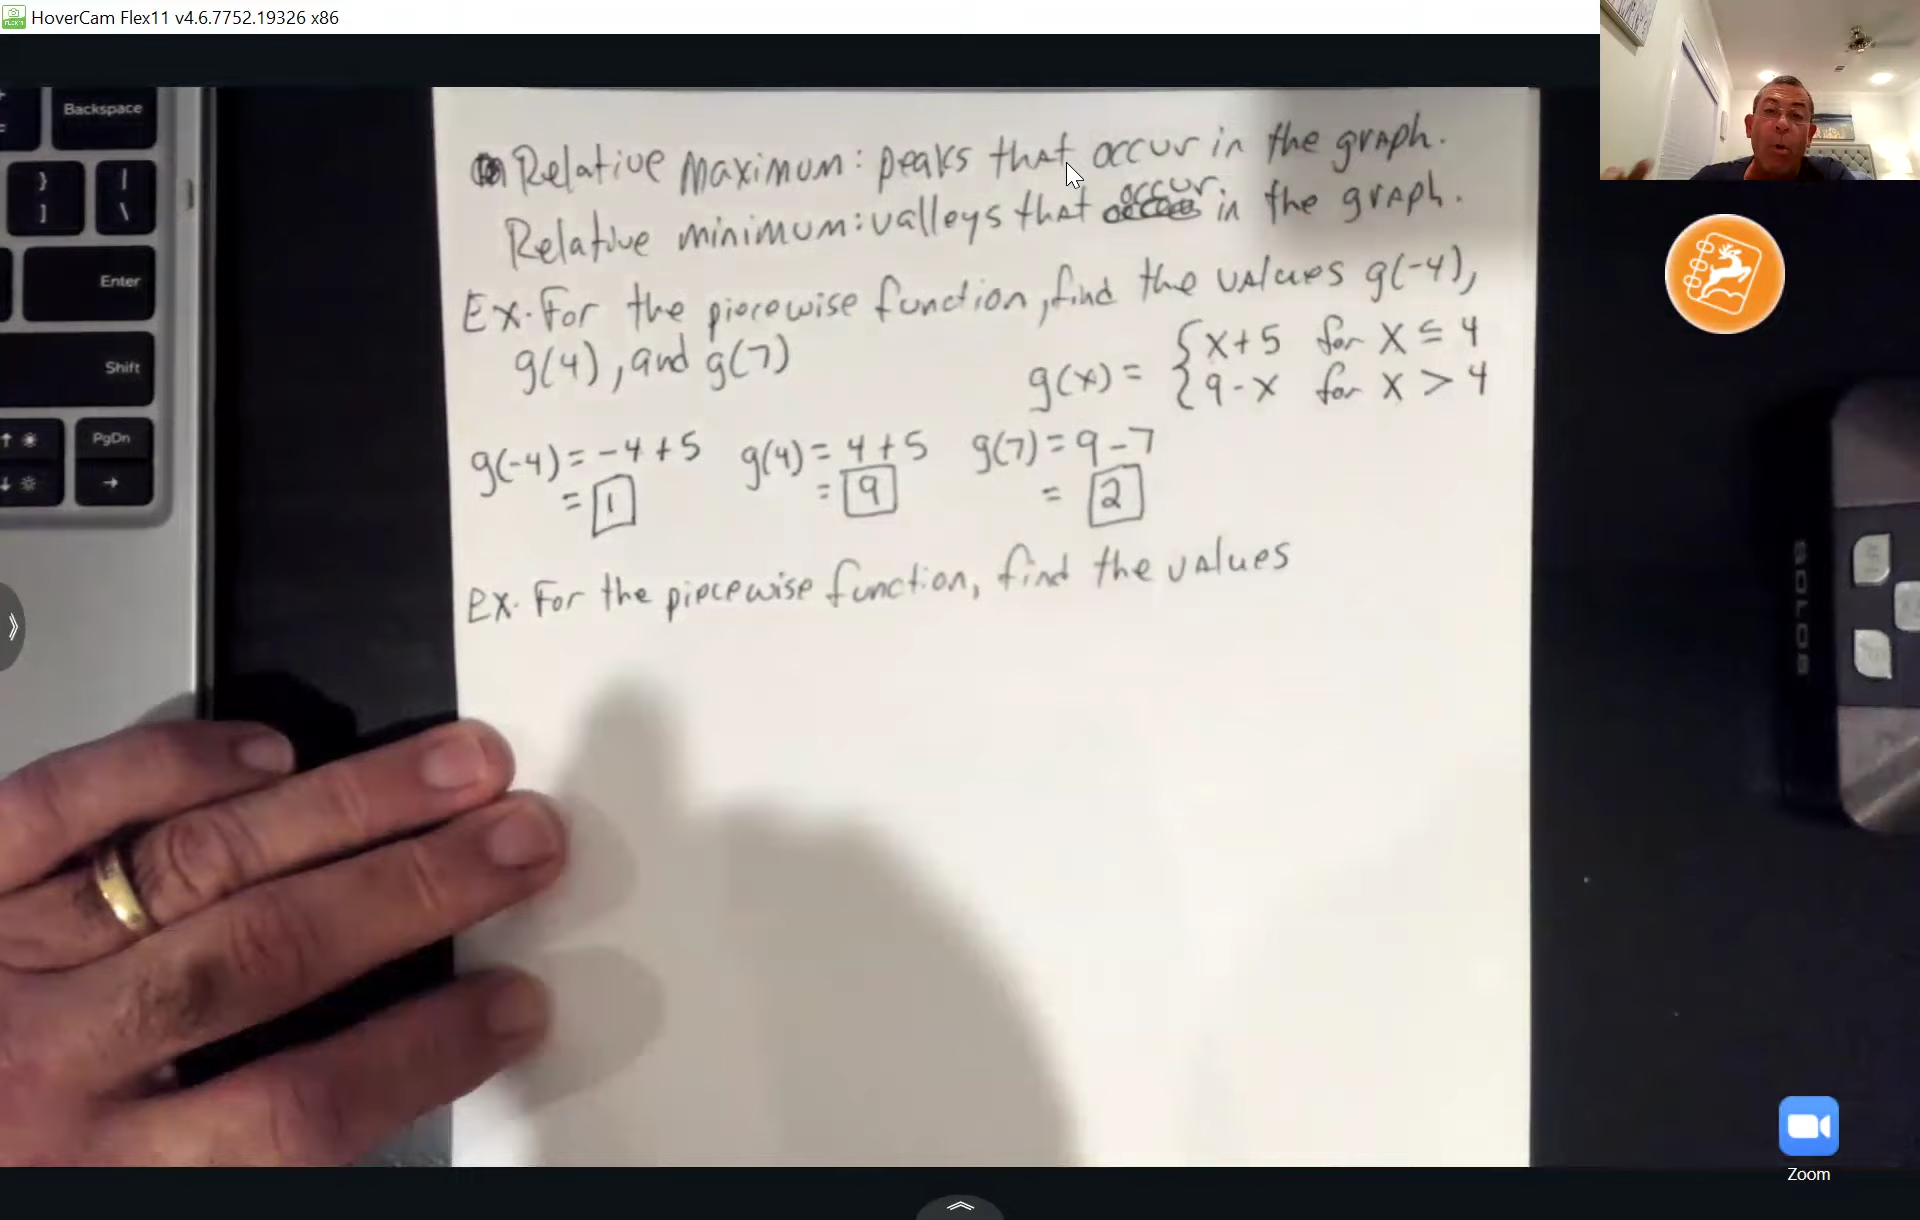 HoverCam Flex11 v4.6.7752.19326 x86
Backspace
}
]
|
\
Enter
Shift
PgDn
Relative Maximum: peaks that occur in the graph.
Relative minimum: valleys that occur in the graph.
Ex. For the piecewise function, find the values g(-4),
g(4), and g(7)
g(x) = { x+5 for x ≤ 4
9-x for x > 4
g(-4) = -4+5 g(4) = 4+5 g(7) = 9-7
= 1 = 9 = 2
Ex. For the piecewise function, find the values
Zoom